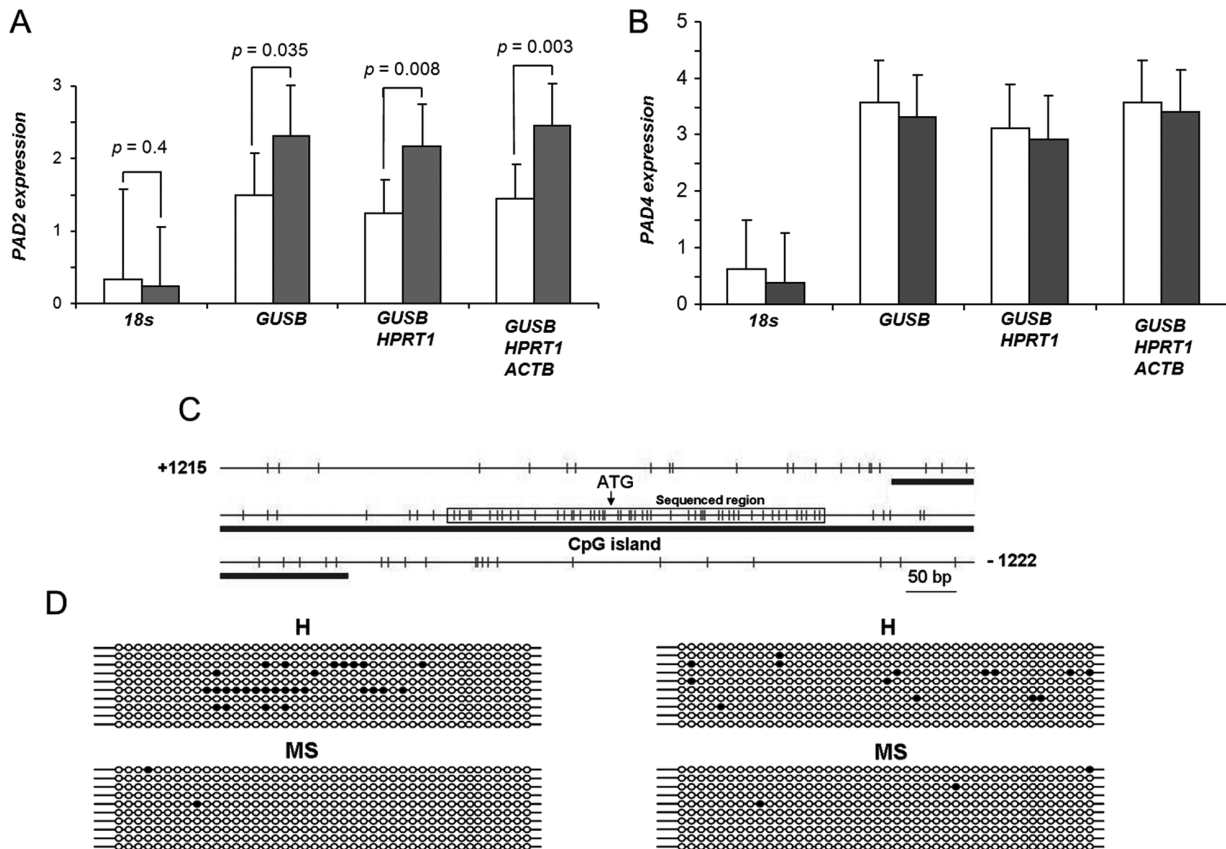 A
p = 0.035
p = 0.008
p = 0.003
p = 0.4
PAD2 expression
3
2
1
0
18s
GUSB
GUSB
HPRT1
GUSB
HPRT1
ACTB
B
PAD4 expression
5
4
3
2
1
0
18s
GUSB
GUSB
HPRT1
GUSB
HPRT1
ACTB
C
+1215
ATG
Sequenced region
CpG island
- 1222
50 bp
D
H
H
MS
MS